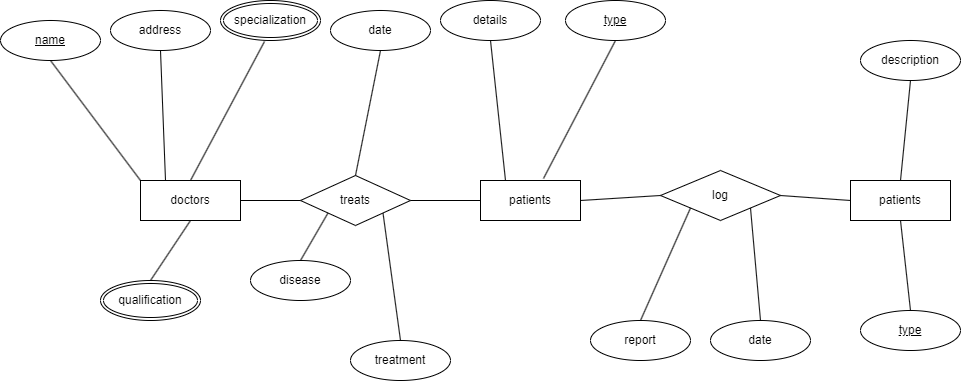 name
address
specialization
date
details
type
description
doctors
treats
patients
log
patients
qualification
disease
treatment
report
date
type